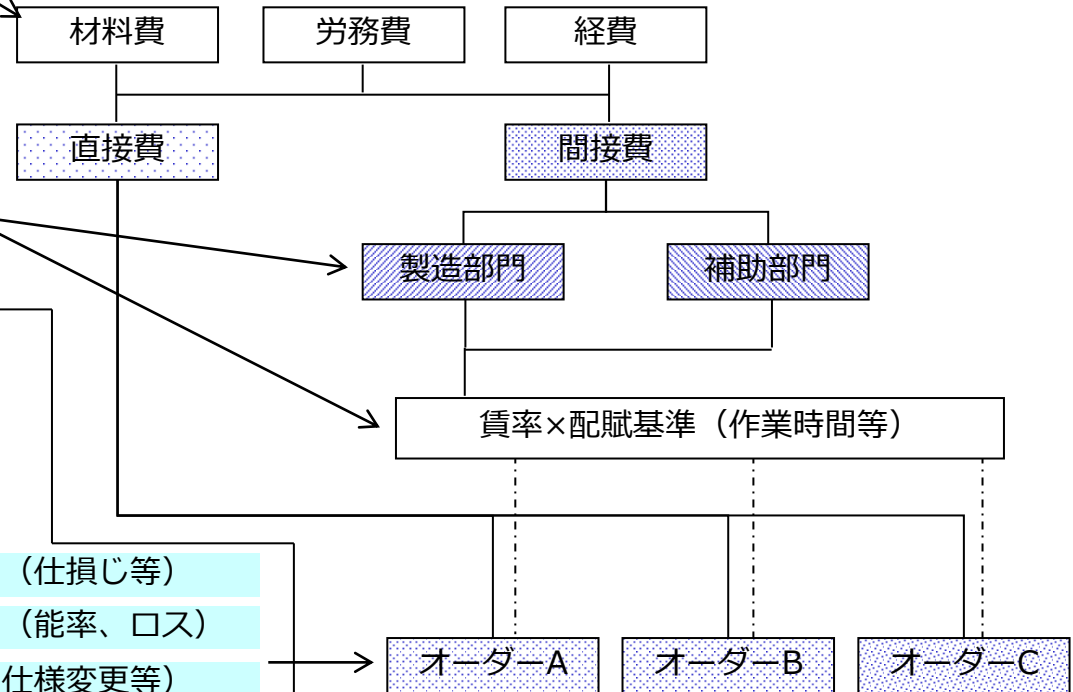 材料費
労務費
経費
直接費
間接費
製造部門
補助部門
賃率×配賦基準（作業時間等）
（仕損じ等）
（能率、ロス）
仕様変更等）
オーダーA
オーダーB
オーダーC